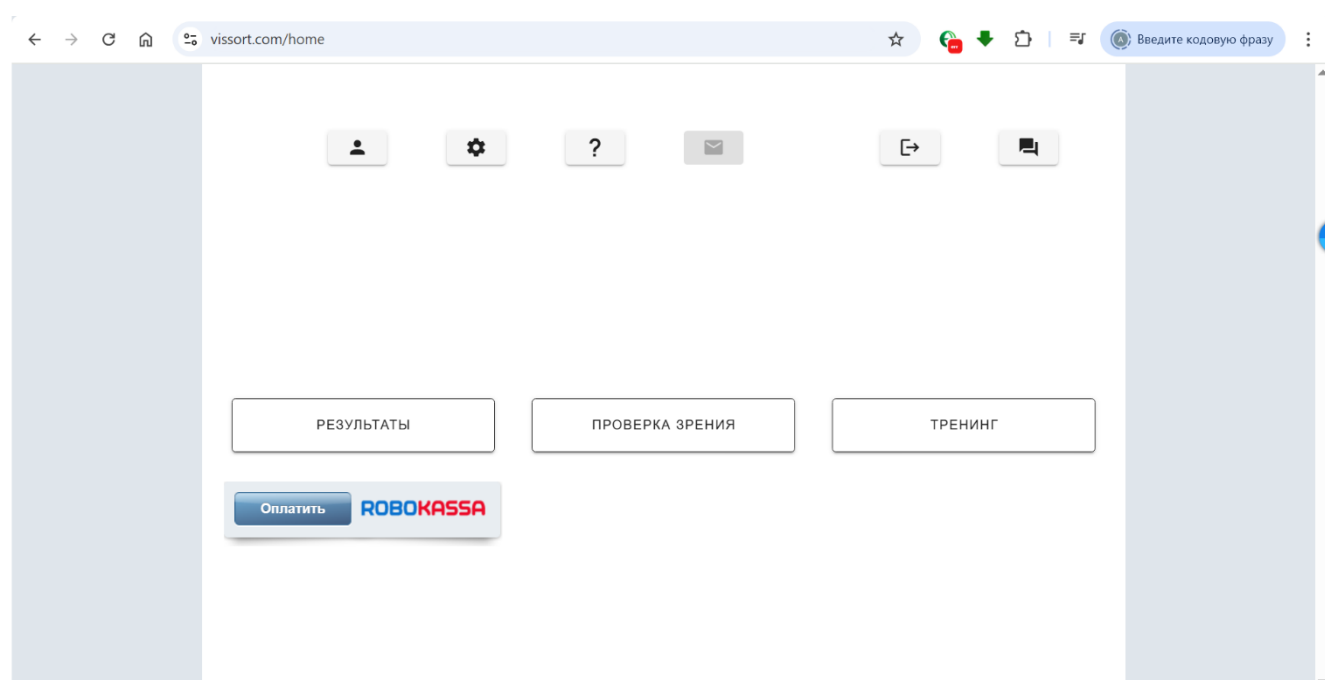 vissort.com/home
Введите кодовую фразу
?
РЕЗУЛЬТАТЫ
ПРОВЕРКА ЗРЕНИЯ
ТРЕНИНГ
Оплатить ROBOKASSA